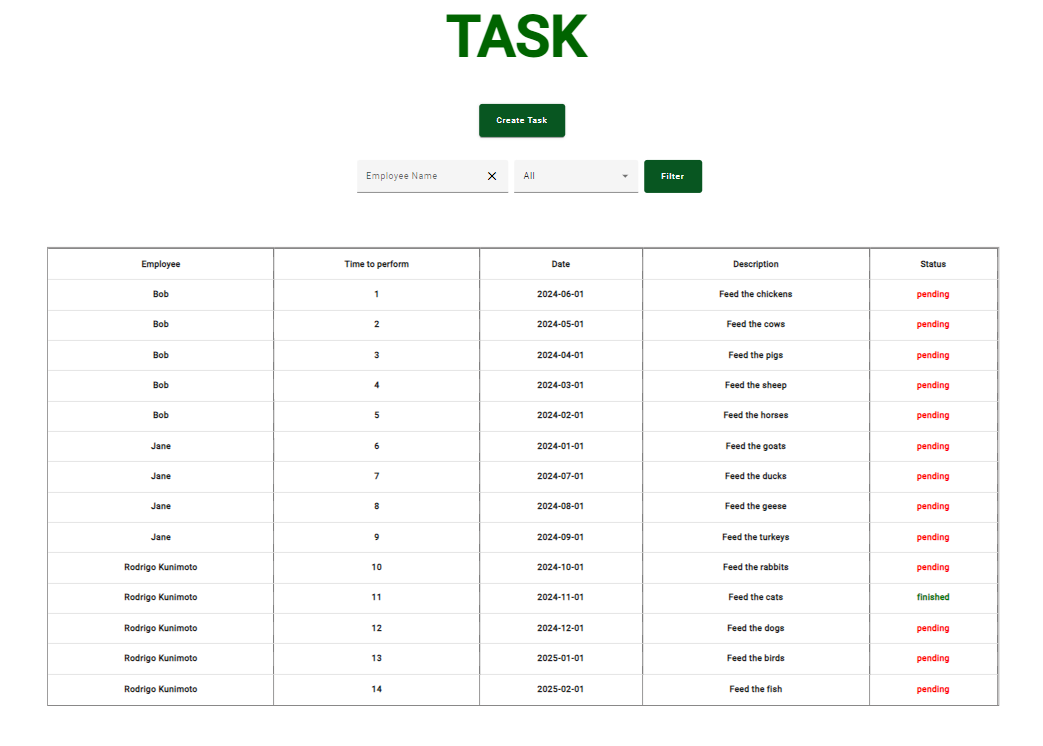 TASK
Create Task
Employee Name All Filter
Employee Time to perform Date Description Status
Bob 1 2024-06-01 Feed the chickens pending
Bob 2 2024-05-01 Feed the cows pending
Bob 3 2024-04-01 Feed the pigs pending
Bob 4 2024-03-01 Feed the sheep pending
Bob 5 2024-02-01 Feed the horses pending
Jane 6 2024-01-01 Feed the goats pending
Jane 7 2024-07-01 Feed the ducks pending
Jane 8 2024-08-01 Feed the geese pending
Jane 9 2024-09-01 Feed the turkeys pending
Rodrigo Kunimoto 10 2024-10-01 Feed the rabbits pending
Rodrigo Kunimoto 11 2024-11-01 Feed the cats finished
Rodrigo Kunimoto 12 2024-12-01 Feed the dogs pending
Rodrigo Kunimoto 13 2025-01-01 Feed the birds pending
Rodrigo Kunimoto 14 2025-02-01 Feed the fish pending